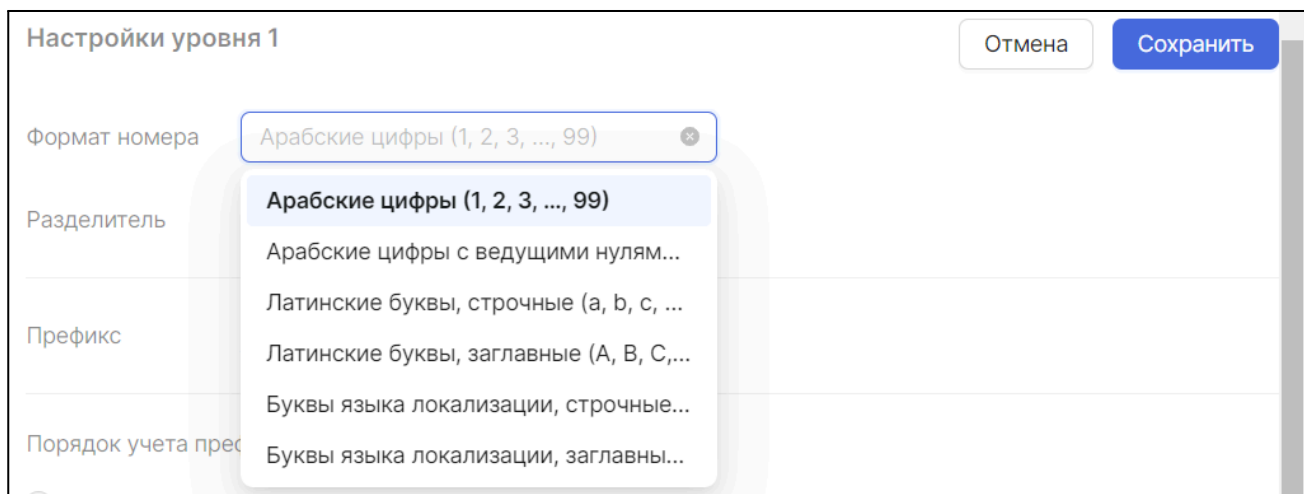 Настройки уровня 1
Отмена
Сохранить
Формат номера
Арабские цифры (1, 2, 3, ..., 99)
Арабские цифры (1, 2, 3, ..., 99)
Разделитель
Арабские цифры с ведущими нулям...
Латинские буквы, строчные (a, b, c, ...
Префикс
Латинские буквы, заглавные (A, B, C,...
Буквы языка локализации, строчные...
Порядок учета
Буквы языка локализации, заглавны...